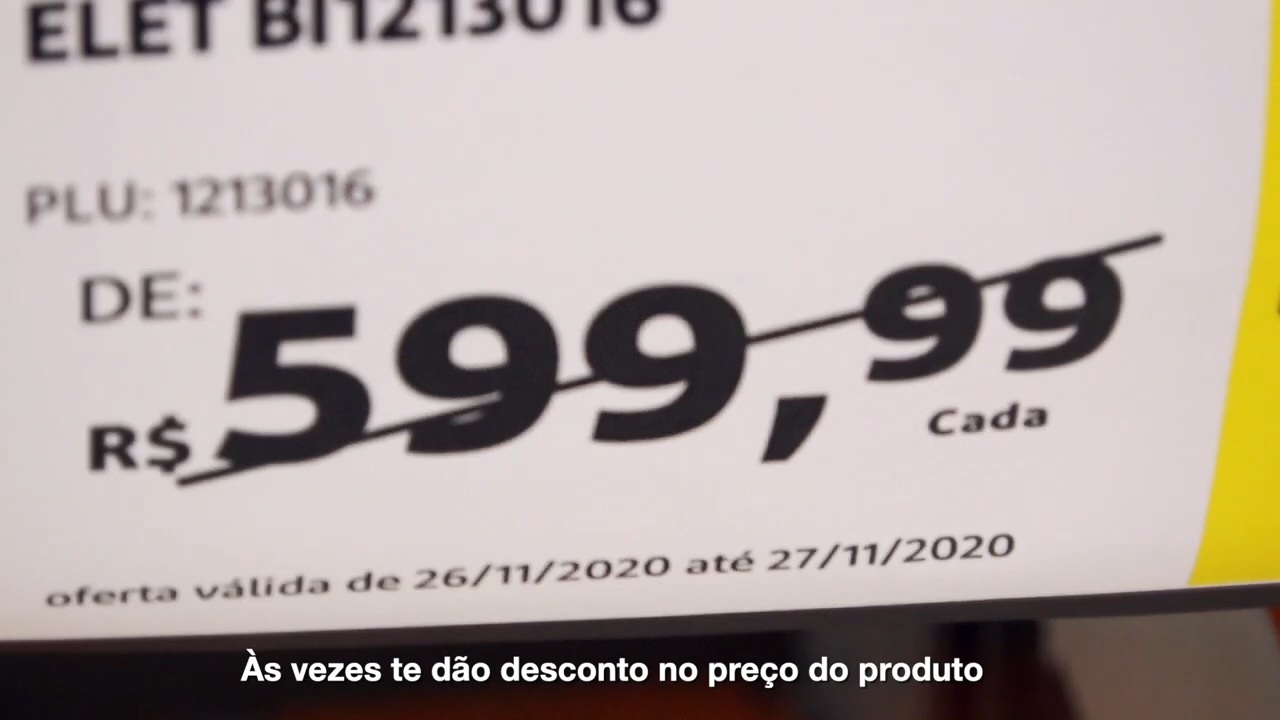 ELET BI1213016
PLU: 1213016
DE:
R$ 599,99
Cada
oferta válida de 26/11/2020 até 27/11/2020
Às vezes te dão desconto no preço do produto